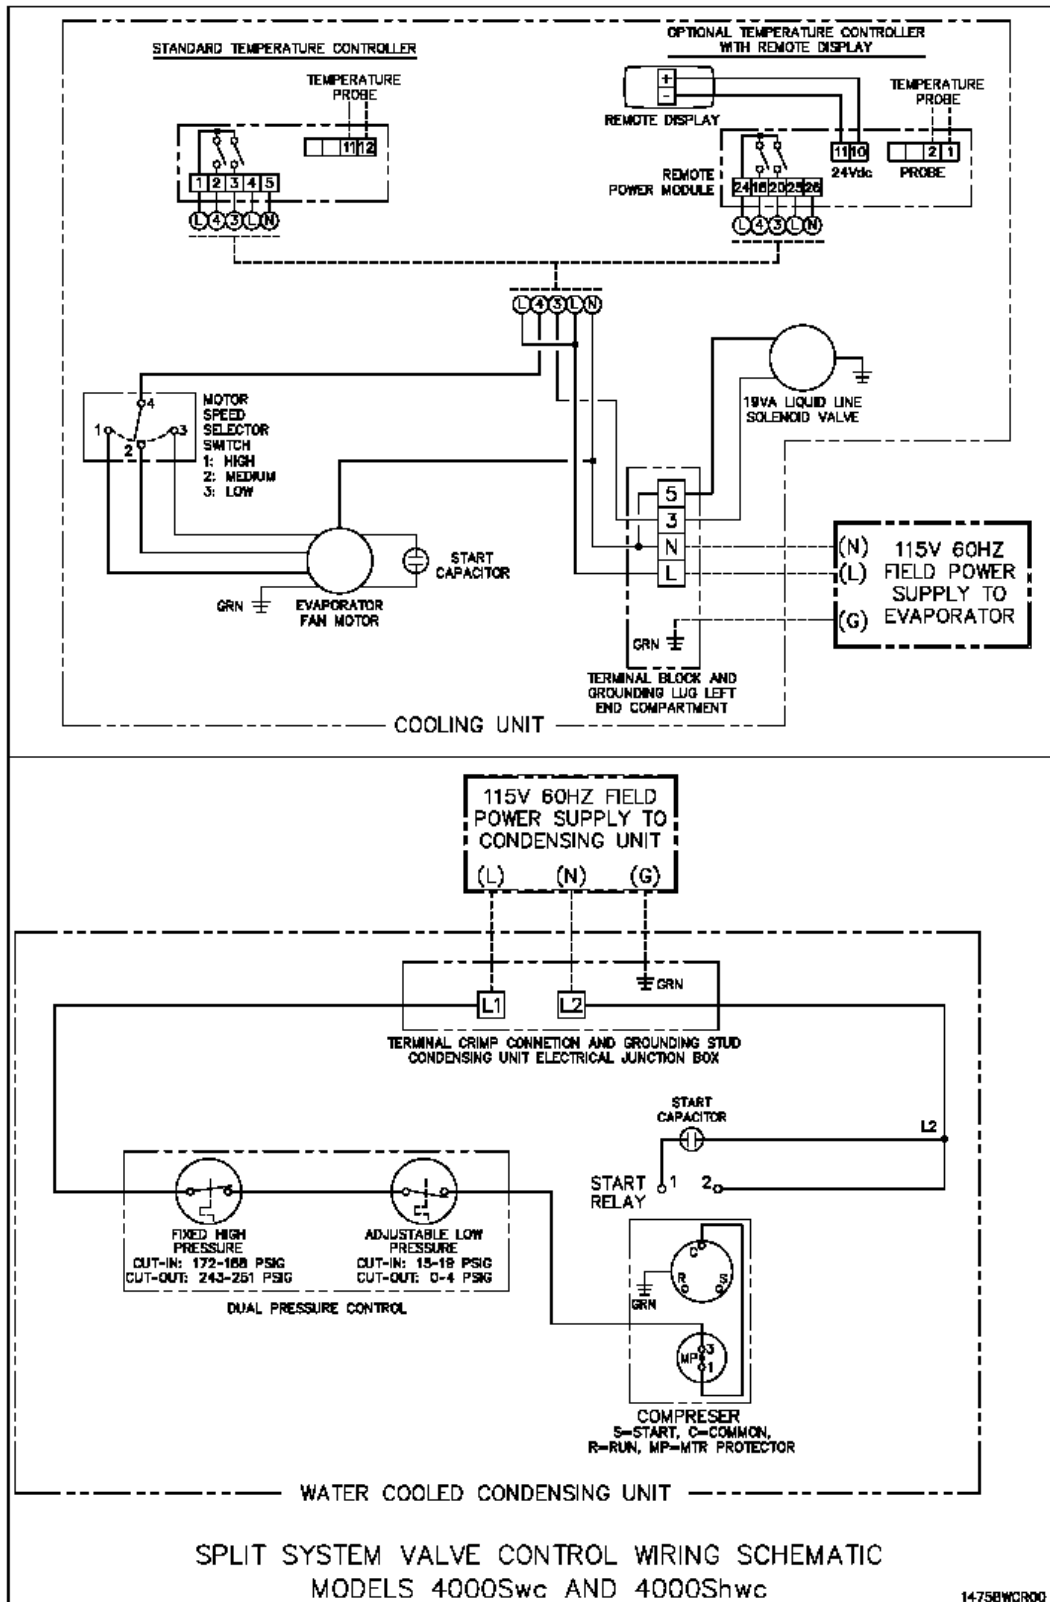 STANDARD TEMPERATURE CONTROLLER
OPTIONAL TEMPERATURE CONTROLLER
WITH REMOTE DISPLAY
TEMPERATURE
PROBE
11 12
1 2 3 4 5
L 4 3 L N
+
-
REMOTE DISPLAY
TEMPERATURE
PROBE
11 10
24Vdc
2 1
PROBE
REMOTE
POWER MODULE
L 4 3 L N
L 4 3 L N
19VA LIQUID LINE
SOLENOID VALVE
4
1
2
3
MOTOR
SPEED
SELECTOR
SWITCH
1: HIGH
2: MEDIUM
3: LOW
START
CAPACITOR
GRN
EVAPORATOR
FAN MOTOR
5
3
N
L
GRN
TERMINAL BLOCK AND
GROUNDING LUG LEFT
END COMPARTMENT
(N)
(L)
(G)
115V 60HZ
FIELD POWER
SUPPLY TO
EVAPORATOR
COOLING UNIT
115V 60HZ FIELD
POWER SUPPLY TO
CONDENSING UNIT
(L) (N) (G)
GRN
L1
L2
TERMINAL CRIMP CONNETION AND GROUNDING STUD
CONDENSING UNIT ELECTRICAL JUNCTION BOX
START
CAPACITOR
L2
START
RELAY
1
2
FIXED HIGH
PRESSURE
CUT-IN: 172-188 PSIG
CUT-OUT: 243-251 PSIG
ADJUSTABLE LOW
PRESSURE
CUT-IN: 15-19 PSIG
CUT-OUT: 0-4 PSIG
DUAL PRESSURE CONTROL
C
R
S
GRN
MP
3
1
COMPRESER
S=START, C=COMMON,
R=RUN, MP=MTR PROTECTOR
WATER COOLED CONDENSING UNIT
SPLIT SYSTEM VALVE CONTROL WIRING SCHEMATIC
MODELS 4000Swc AND 4000Shwc